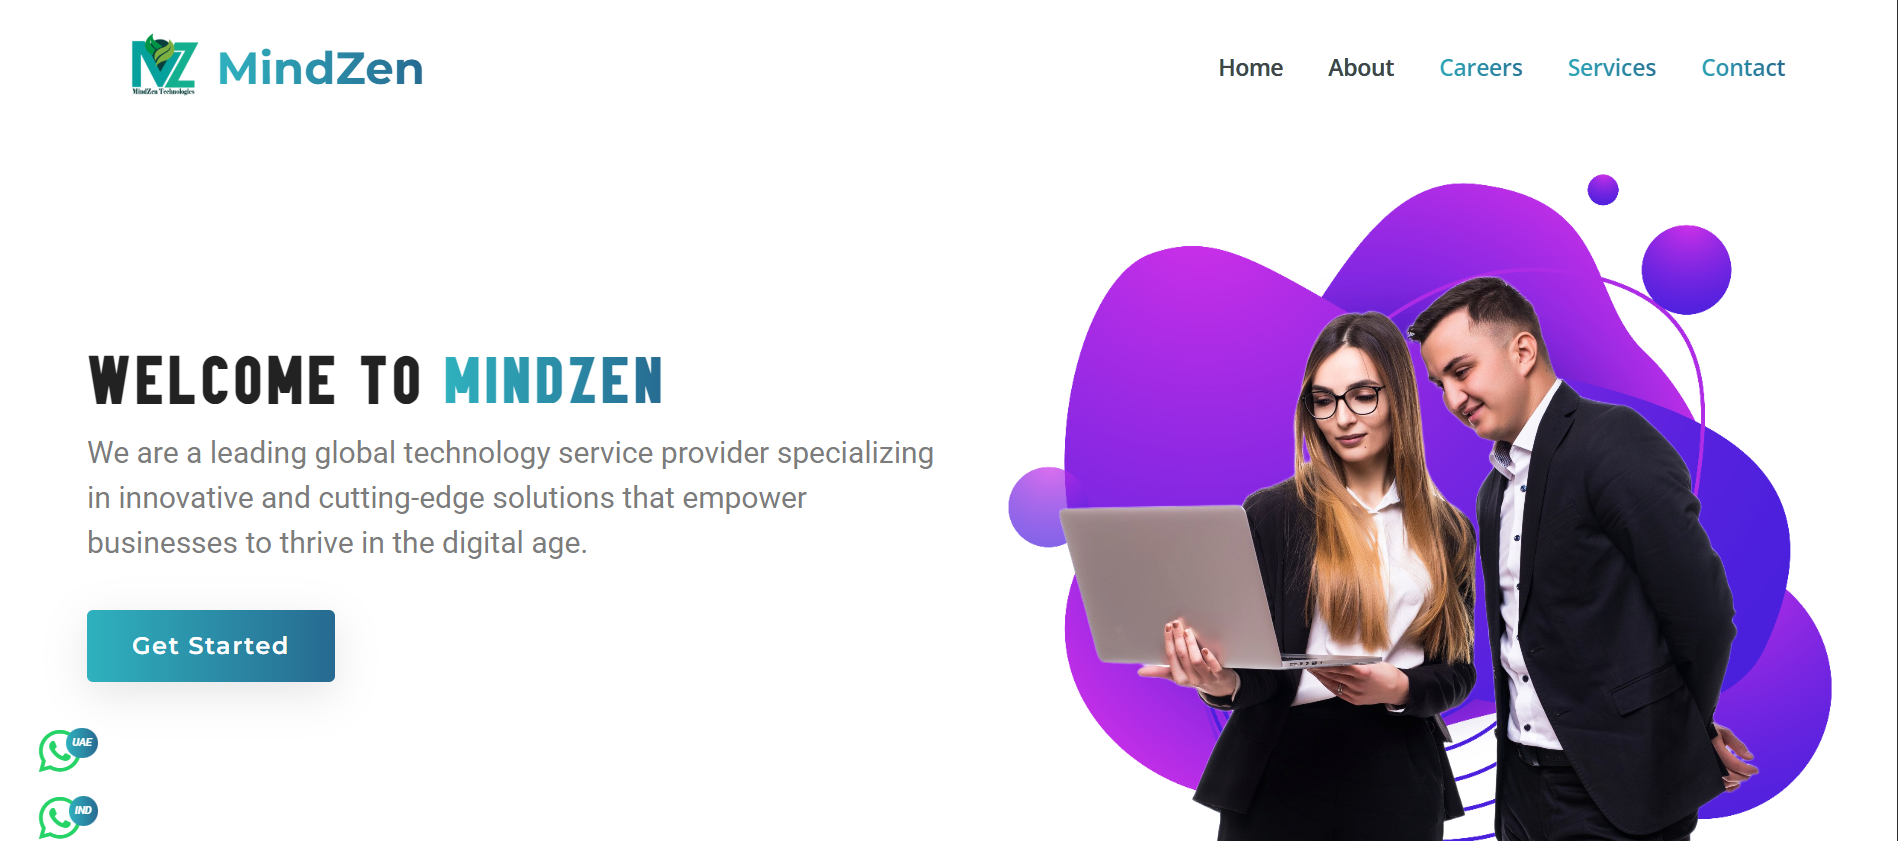 MZ
MindZen Technologies
MindZen
Home
About
Careers
Services
Contact
WELCOME TO MINDZEN
We are a leading global technology service provider specializing
in innovative and cutting-edge solutions that empower
businesses to thrive in the digital age.
Get Started
UAE
IND